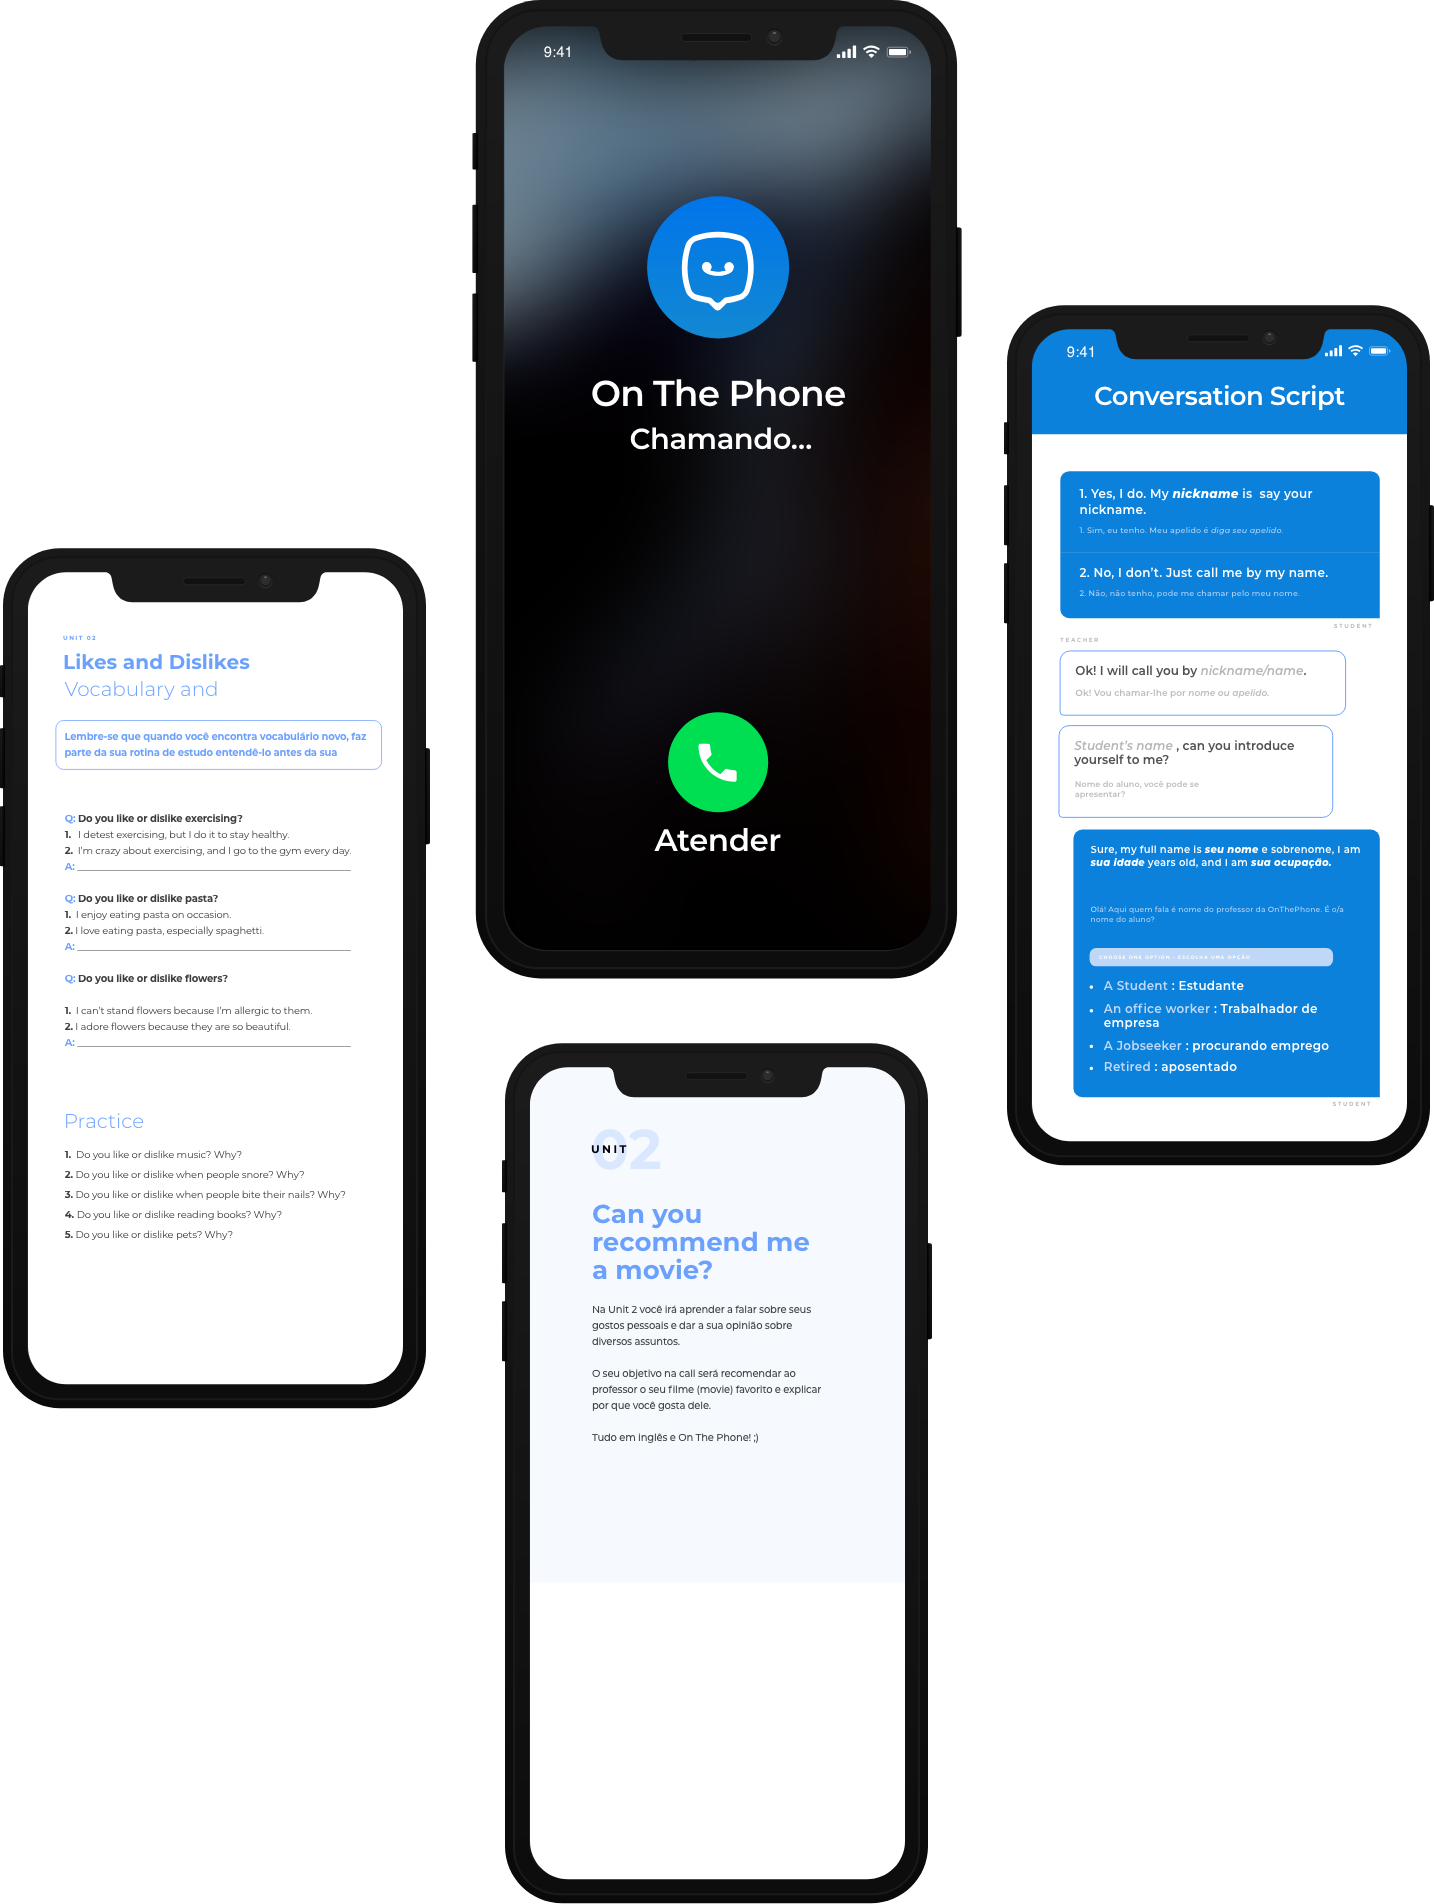 9:41
On The Phone
Chamando...
Atender
9:41
Conversation Script
1. Yes, I do. My nickname is say your
nickname.
1. Sim, eu tenho. Meu apelido é diga seu apelido.
2. No, I don't. Just call me by my name.
2. Não, não tenho, pode me chamar pelo meu nome.
STUDENT
TEACHER
Ok! I will call you by nickname/name.
Ok! Vou chamar-lhe por nome ou apelido.
Student's name , can you introduce
yourself to me?
Nome do aluno, você pode se
apresentar?
Sure, my full name is seu nome e sobrenome, I am
sua idade years old, and I am sua ocupação.
Olá! Aqui quem fala é nome do professor da OnThePhone. É o/a
nome do aluno?
CHOOSE ONE OPTION - ESCOLHA UMA OPÇÃO
• A Student : Estudante
• An office worker : Trabalhador de
empresa
• A Jobseeker : procurando emprego
• Retired : aposentado
STUDENT
UNIT 02
Likes and Dislikes
Vocabulary and
Lembre-se que quando você encontra vocabulário novo, faz
parte da sua rotina de estudo entendê-lo antes da sua
Q: Do you like or dislike exercising?
1. I detest exercising, but I do it to stay healthy.
2. I'm crazy about exercising, and I go to the gym every day.
A:
Q: Do you like or dislike pasta?
1. I enjoy eating pasta on occasion.
2. I love eating pasta, especially spaghetti.
A:
Q: Do you like or dislike flowers?
1. I can't stand flowers because I'm allergic to them.
2. I adore flowers because they are so beautiful.
A:
Practice
1. Do you like or dislike music? Why?
2. Do you like or dislike when people snore? Why?
3. Do you like or dislike when people bite their nails? Why?
4. Do you like or dislike reading books? Why?
5. Do you like or dislike pets? Why?
UNIT 02
Can you
recommend me
a movie?
Na Unit 2 você irá aprender a falar sobre seus
gostos pessoais e dar a sua opinião sobre
diversos assuntos.
O seu objetivo na call será recomendar ao
professor o seu filme (movie) favorito e explicar
por que você gosta dele.
Tudo em inglês e On The Phone! ;)